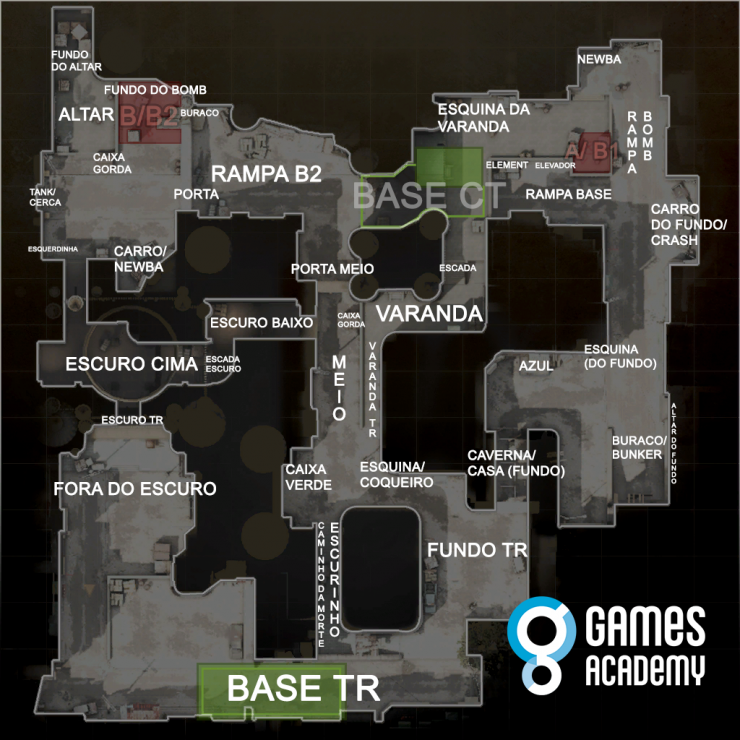 FUNDO
DO ALTAR
NEWBA
FUNDO DO BOMB
ALTAR
B/B2
BURACO
ESQUINA DA
VARANDA
RAMPA
BOMB
A/ B1
CAIXA
GORDA
RAMPA B2
ELEMENT
ELEVADOR
TANK/
CERCA
PORTA
BASE CT
RAMPA BASE
CARRO
DO FUNDO/
CRASH
ESQUERDINHA
CARRO/
NEWBA
PORTA MEIO
ESCADA
ESCURO BAIXO
CAIXA
GORDA
VARANDA
ESCURO CIMA
ESCADA
ESCURO
MEIO
VARANDA TR
AZUL
ESQUINA
(DO FUNDO)
ESCURO TR
ALTAR DO FUNDO
BURACO/
BUNKER
FORA DO ESCURO
CAIXA
VERDE
ESQUINA/
COQUEIRO
CAVERNA/
CASA (FUNDO)
CAMINHO DA MORTE
ESCURINHO
FUNDO TR
BASE TR
GAMES
ACADEMY